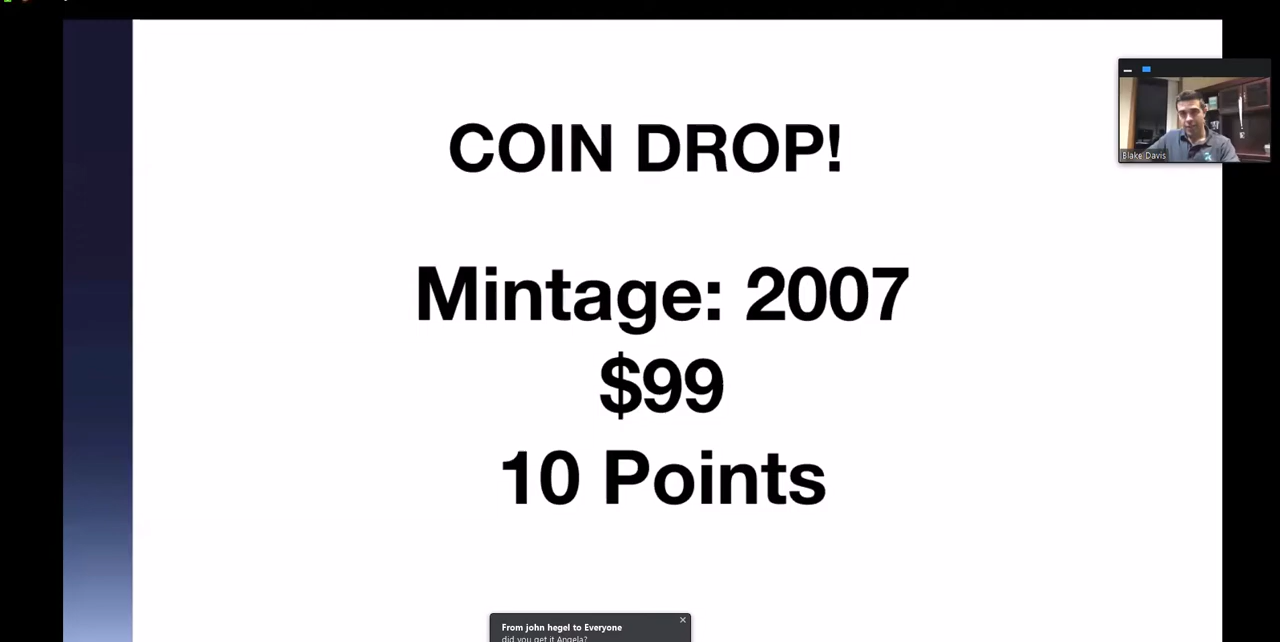 COIN DROP!
Blake Davis
Mintage: 2007
$99
10 Points
From john hegel to Everyone
did you get it Angela?